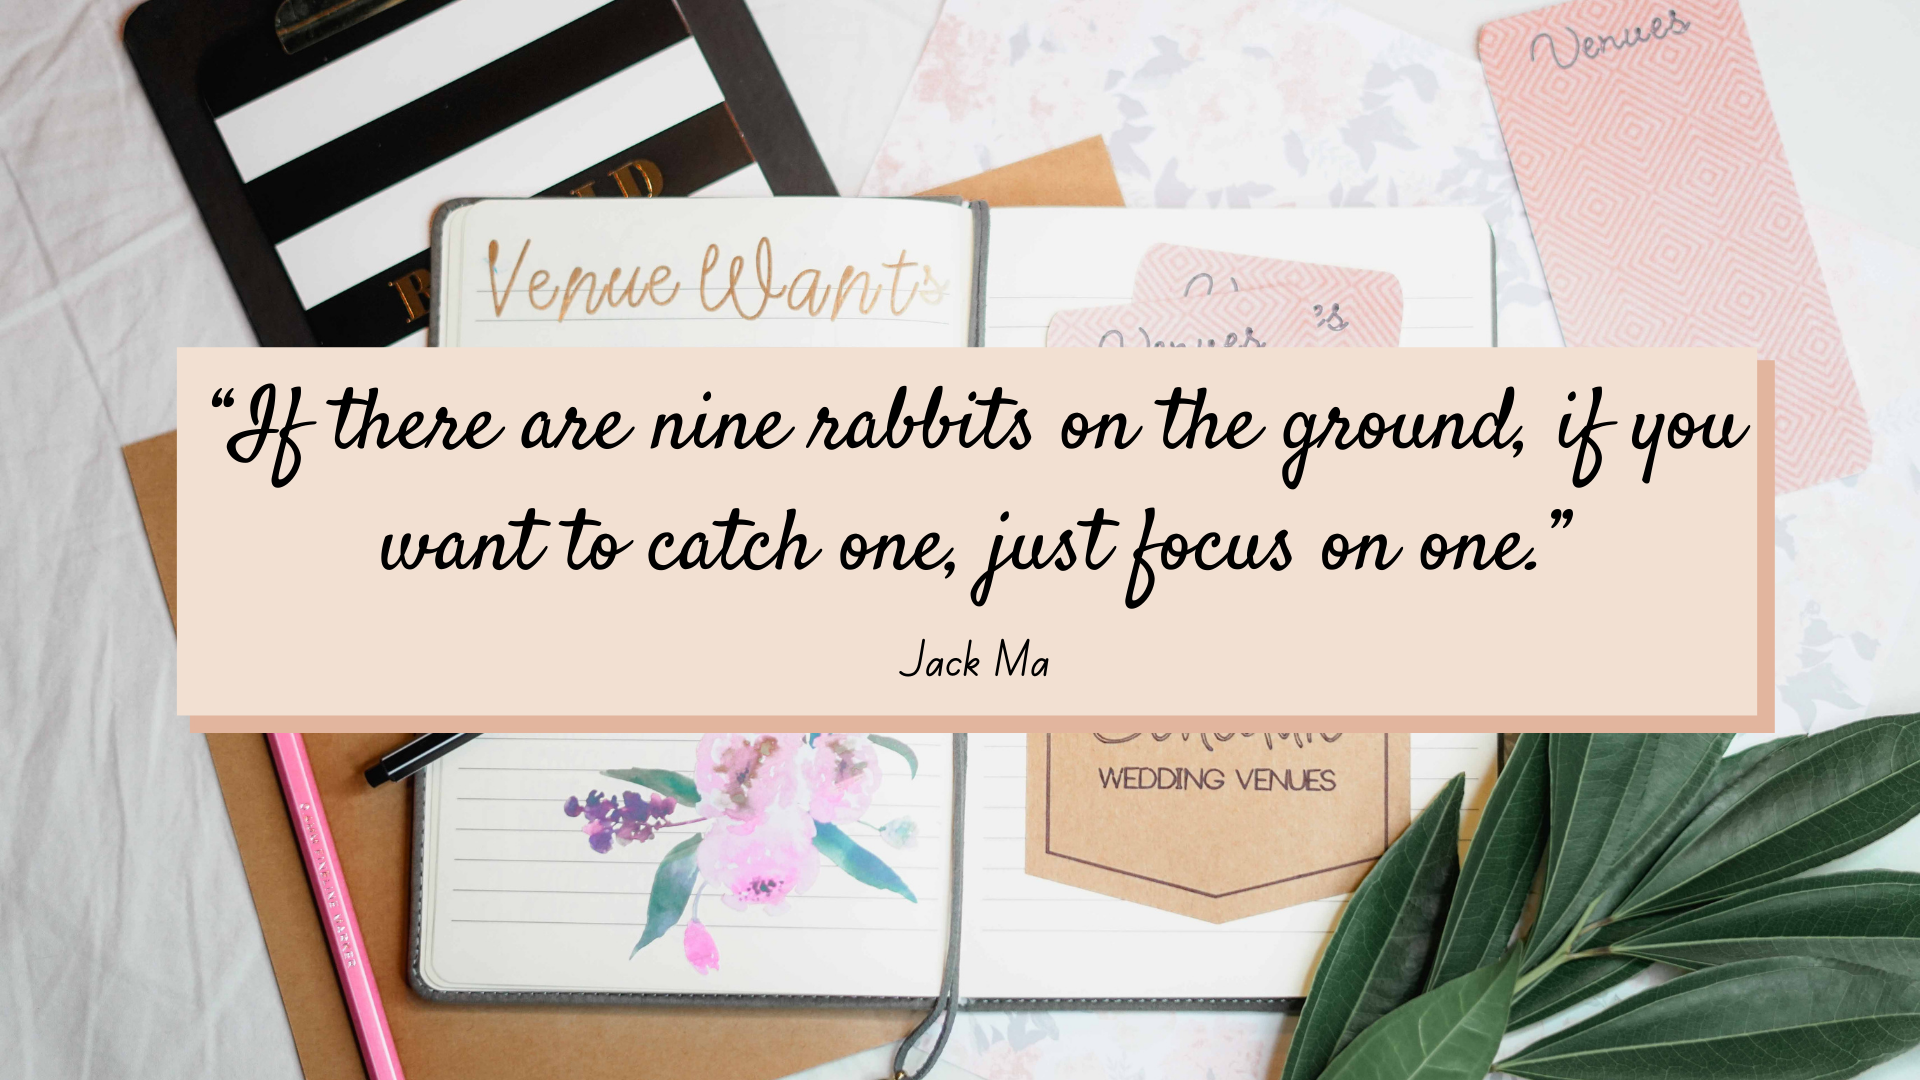 Venues
Venue Wants
Venues
“If there are nine rabbits on the ground, if you
want to catch one, just focus on one.”
Jack Ma
WEDDING VENUES